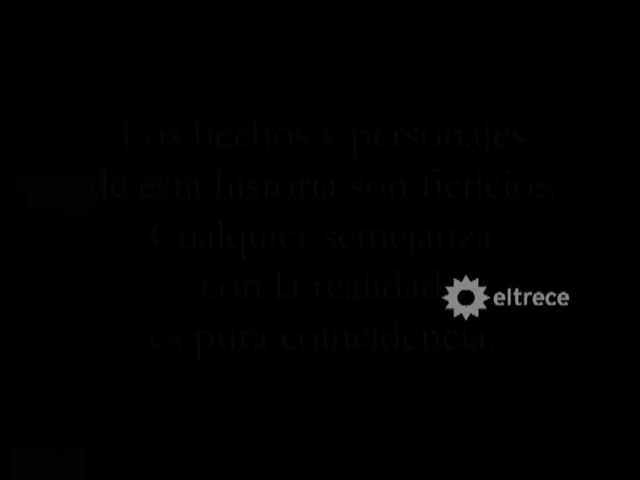 Los hechos y personajes
de esta historia son ficticios.
Cualquier semejanza
con la realidad
es pura coincidencia.
eltrece